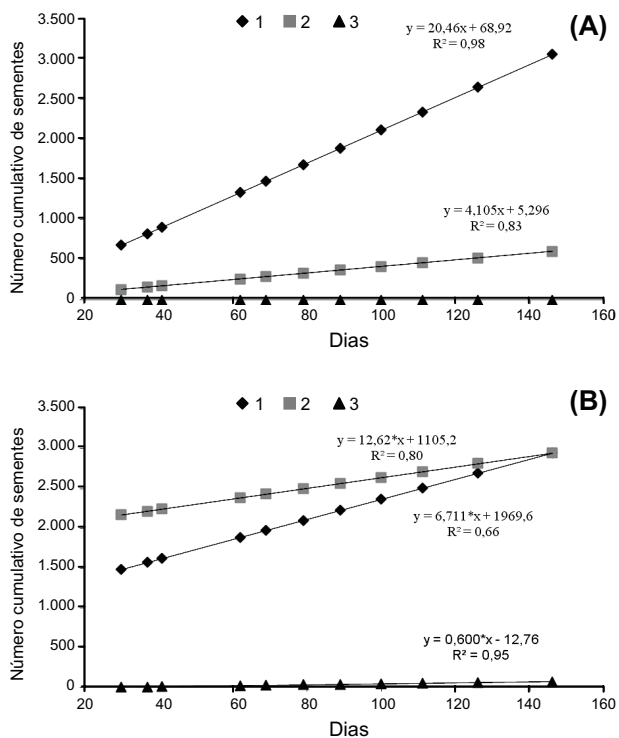 (A)
1 2 3
Número cumulativo de sementes
3.500
3.000
2.500
2.000
1.500
1.000
500
0
y = 20,46x + 68,92
R² = 0,98
y = 4,105x + 5,296
R² = 0,83
20 40 60 80 100 120 140 160
Dias
(B)
1 2 3
Número cumulativo de sementes
3.500
3.000
2.500
2.000
1.500
1.000
500
0
y = 12,62*x + 1105,2
R² = 0,80
y = 6,711*x + 1969,6
R² = 0,66
y = 0,600*x - 12,76
R² = 0,95
20 40 60 80 100 120 140 160
Dias